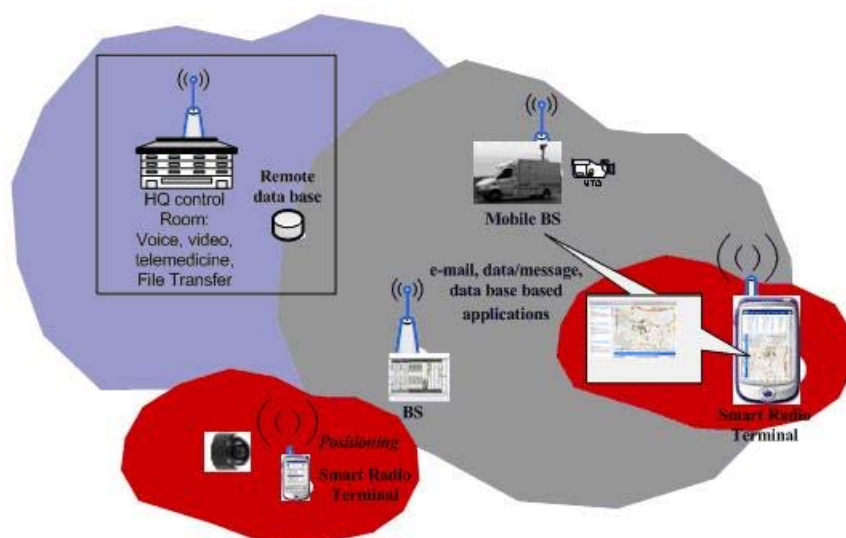 HQ control
Room:
Voice, video,
telemedicine,
File Transfer
Remote
data base
Mobile BS
e-mail, data/message,
data base based
applications
BS
Smart Radio
Terminal
Positioning
Smart Radio
Terminal